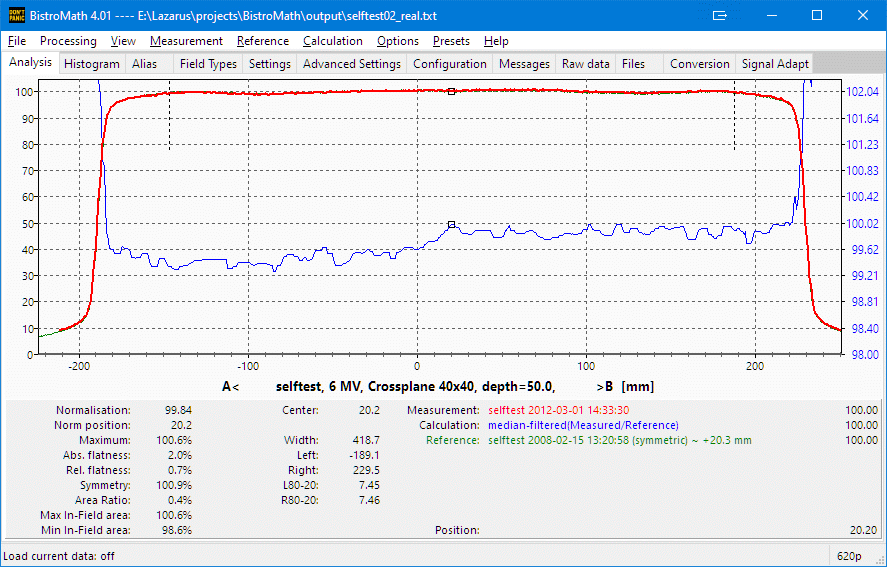 DON'T PANIC BistroMath 4.01 ---- E:\Lazarus\projects\BistroMath\output\selftest02_real.txt
File Processing View Measurement Reference Calculation Options Presets Help
Analysis Histogram Alias Field Types Settings Advanced Settings Configuration Messages Raw data Files Conversion Signal Adapt
100 102.04
90 101.64
80 101.23
70 100.83
60 100.42
50 100.02
40 99.62
30 99.21
20 98.81
10 98.40
0 98.00
-200 -100 0 100 200
A< selftest, 6 MV, Crossplane 40x40, depth=50.0, >B [mm]
Normalisation: 99.84 Center: 20.2 Measurement: selftest 2012-03-01 14:33:30 100.00
Norm position: 20.2 Calculation: median-filtered(Measured/Reference) 100.00
Maximum: 100.6% Width: 418.7 Reference: selftest 2008-02-15 13:20:58 (symmetric) ~ +20.3 mm 100.00
Abs. flatness: 2.0% Left: -189.1
Rel. flatness: 0.7% Right: 229.5
Symmetry: 100.9% L80-20: 7.45
Area Ratio: 0.4% R80-20: 7.46
Max In-Field area: 100.6%
Min In-Field area: 98.6% Position: 20.20
Load current data: off 620p